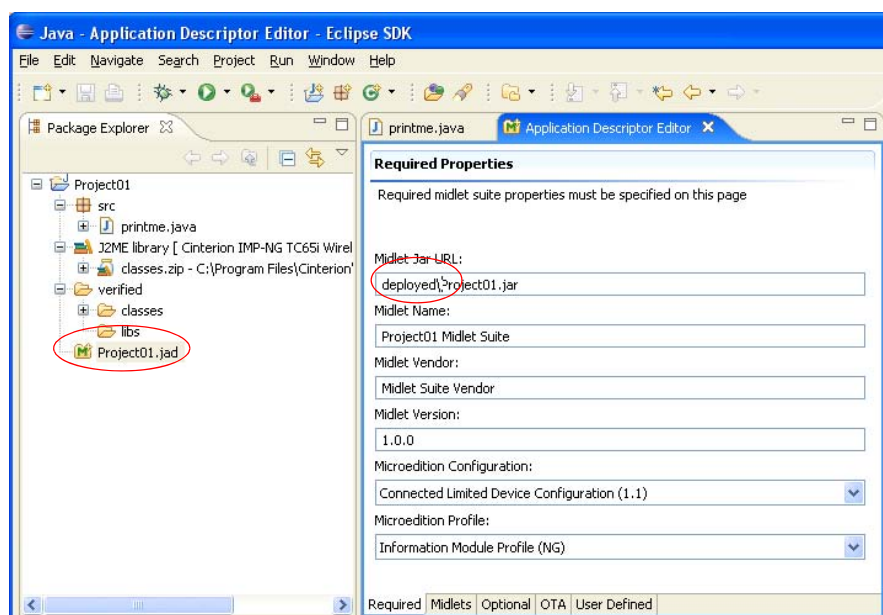 Java - Application Descriptor Editor - Eclipse SDK
File Edit Navigate Search Project Run Window Help
Package Explorer
printme.java
Application Descriptor Editor
Project01
src
printme.java
J2ME library [ Cinterion IMP-NG TC65i Wirel
classes.zip - C:\Program Files\Cinterion'
verified
classes
libs
Project01.jad
Required Properties
Required midlet suite properties must be specified on this page
Midlet Jar URL:
deployed\Project01.jar
Midlet Name:
Project01 Midlet Suite
Midlet Vendor:
Midlet Suite Vendor
Midlet Version:
1.0.0
Microedition Configuration:
Connected Limited Device Configuration (1.1)
Microedition Profile:
Information Module Profile (NG)
Required Midlets Optional OTA User Defined